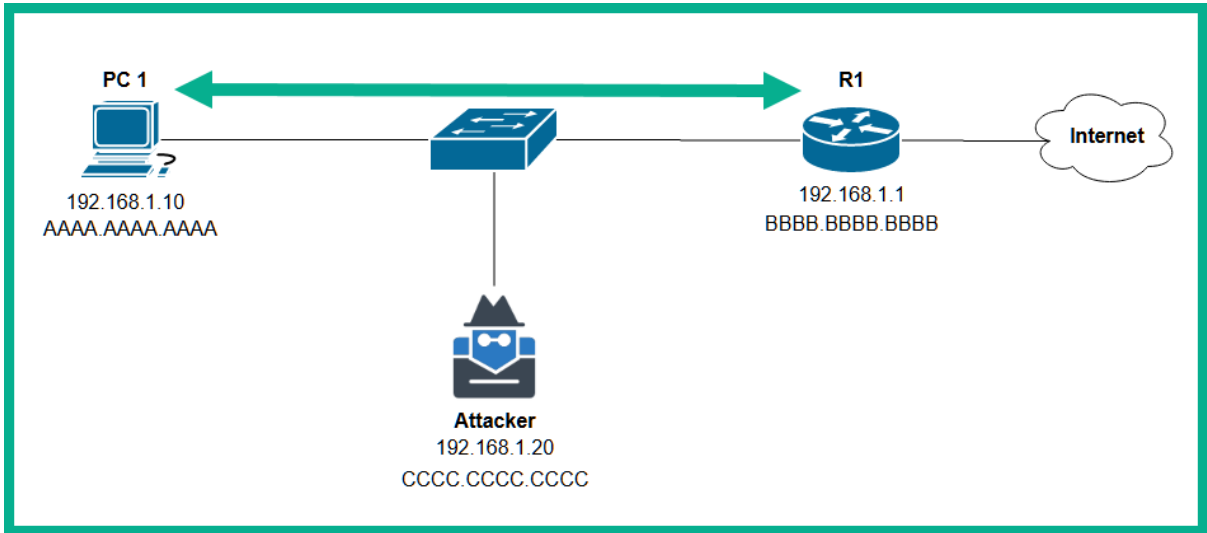 PC 1
192.168.1.10
AAAA.AAAA.AAAA
R1
192.168.1.1
BBBB.BBBB.BBBB
Internet
Attacker
192.168.1.20
CCCC.CCCC.CCCC